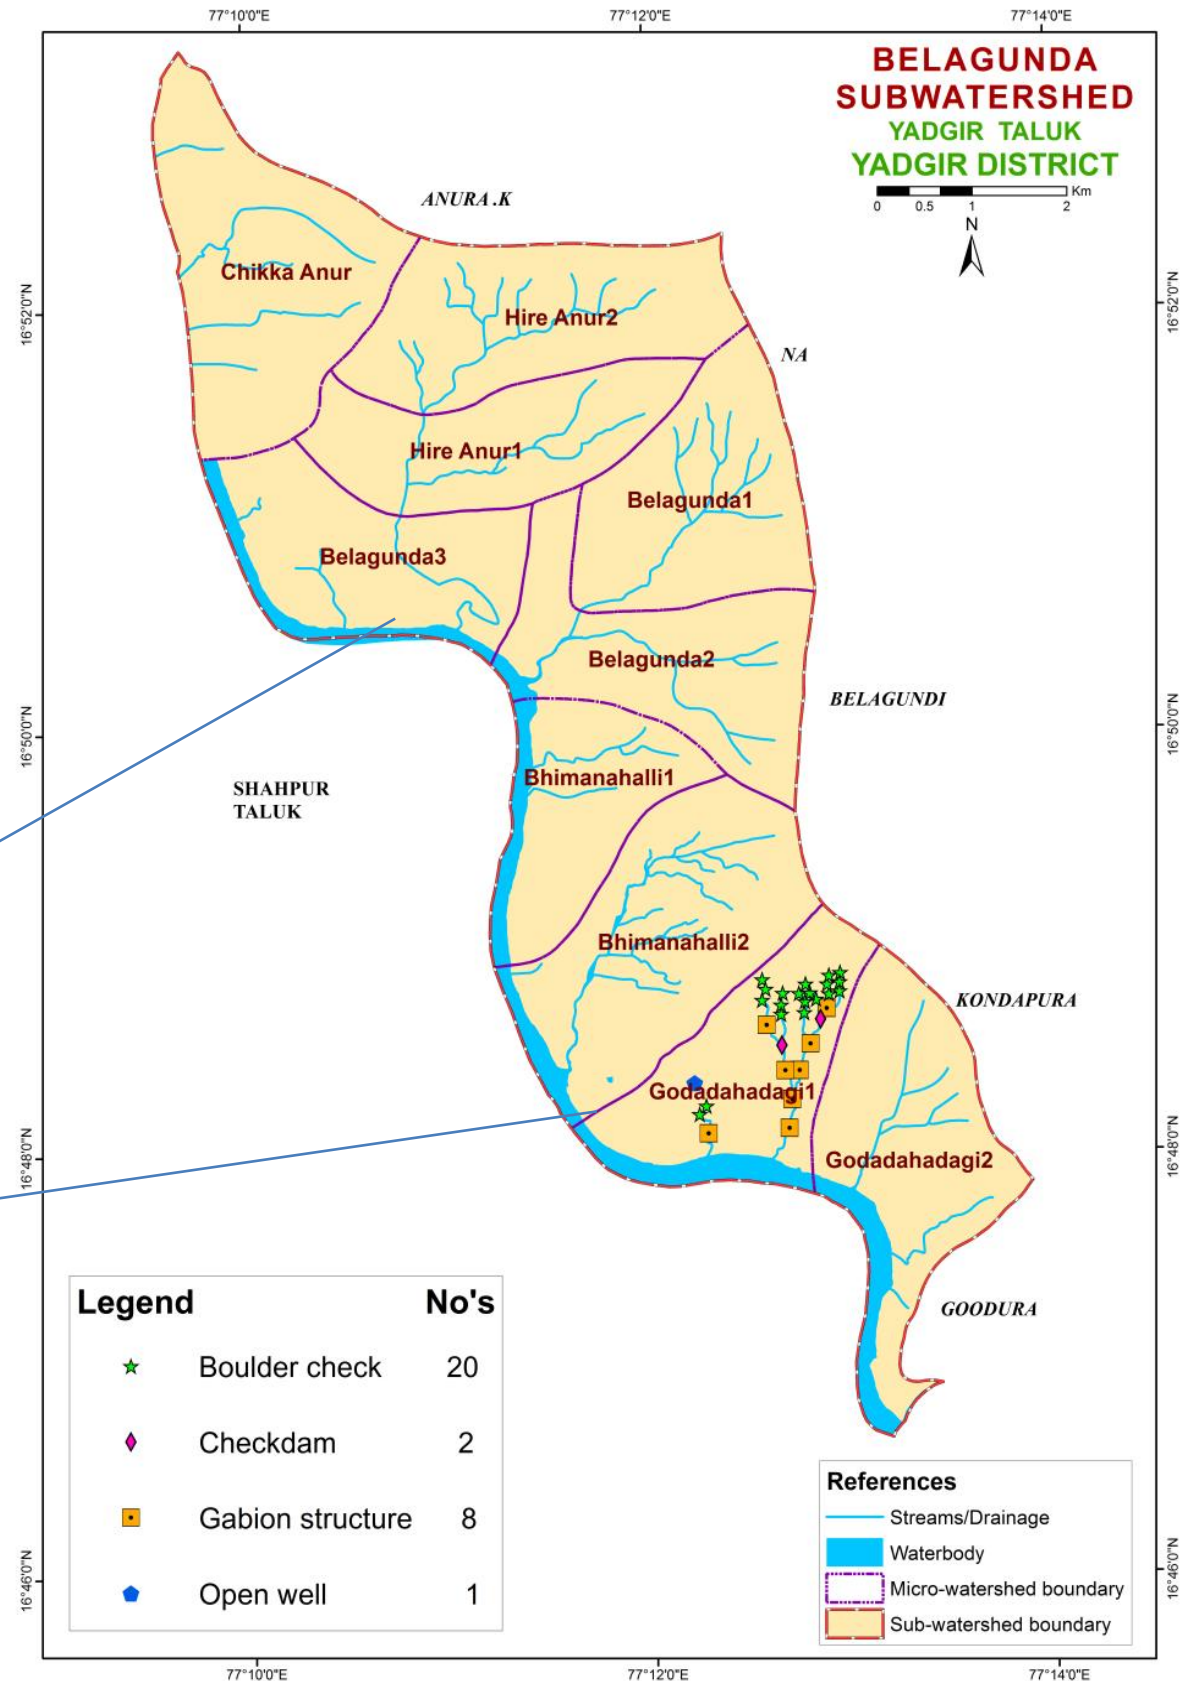 77°10'0"E
77°12'0"E
77°14'0"E
BELAGUNDA
SUBWATERSHED
YADGIR TALUK
YADGIR DISTRICT
Km
0 0.5 1 2
N
ANURA .K
Chikka Anur
16°52'0"N
16°52'0"N
Hire Anur2
NA
Hire Anur1
Belagunda1
Belagunda3
Belagunda2
BELAGUNDI
16°50'0"N
16°50'0"N
Bhimanahalli1
SHAHPUR
TALUK
Bhimanahalli2
KONDAPURA
Godadahadagi1
16°48'0"N
16°48'0"N
Godadahadagi2
GOODURA
Legend No's
Boulder check 20
Checkdam 2
Gabion structure 8
Open well 1
References
Streams/Drainage
Waterbody
Micro-watershed boundary
Sub-watershed boundary
16°46'0"N
16°46'0"N
77°10'0"E
77°12'0"E
77°14'0"E